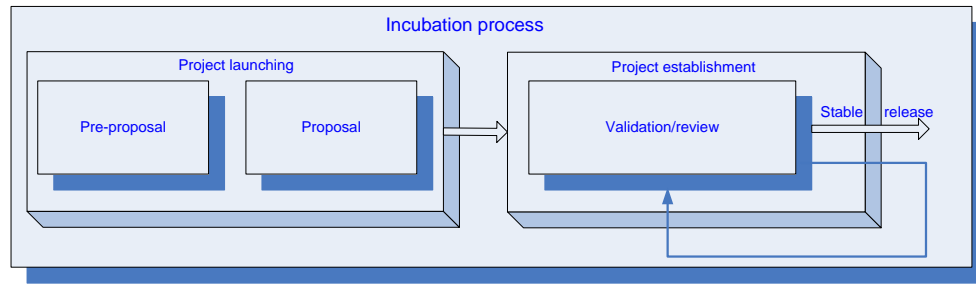 Incubation process
Project launching
Pre-proposal
Proposal
Project establishment
Validation/review
Stable release